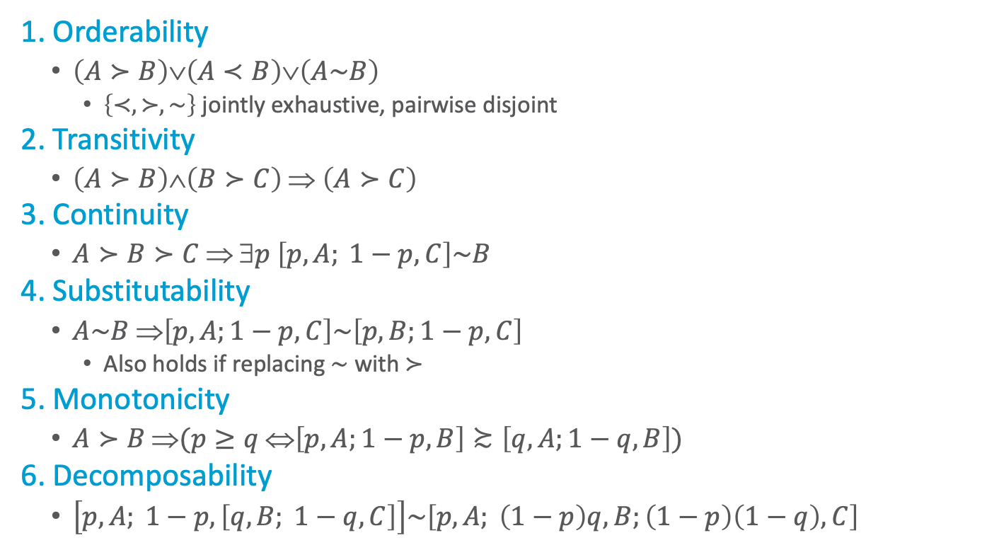 1. Orderability
• (A ≻ B)∨(A ≺ B)∨(A~B)
• {≺, ≻, ~} jointly exhaustive, pairwise disjoint
2. Transitivity
• (A ≻ B)∧(B ≻ C) ⇒ (A ≻ C)
3. Continuity
• A ≻ B ≻ C ⇒ ∃p [p, A; 1 − p, C]~B
4. Substitutability
• A~B ⇒[p, A; 1 − p, C]~[p, B; 1 − p, C]
• Also holds if replacing ~ with ≻
5. Monotonicity
• A ≻ B ⇒(p ≥ q ⇔[p, A; 1 − p, B] ≿ [q, A; 1 − q, B])
6. Decomposability
• [p, A; 1 − p, [q, B; 1 − q, C]]~[p, A; (1 − p)q, B; (1 − p)(1 − q), C]